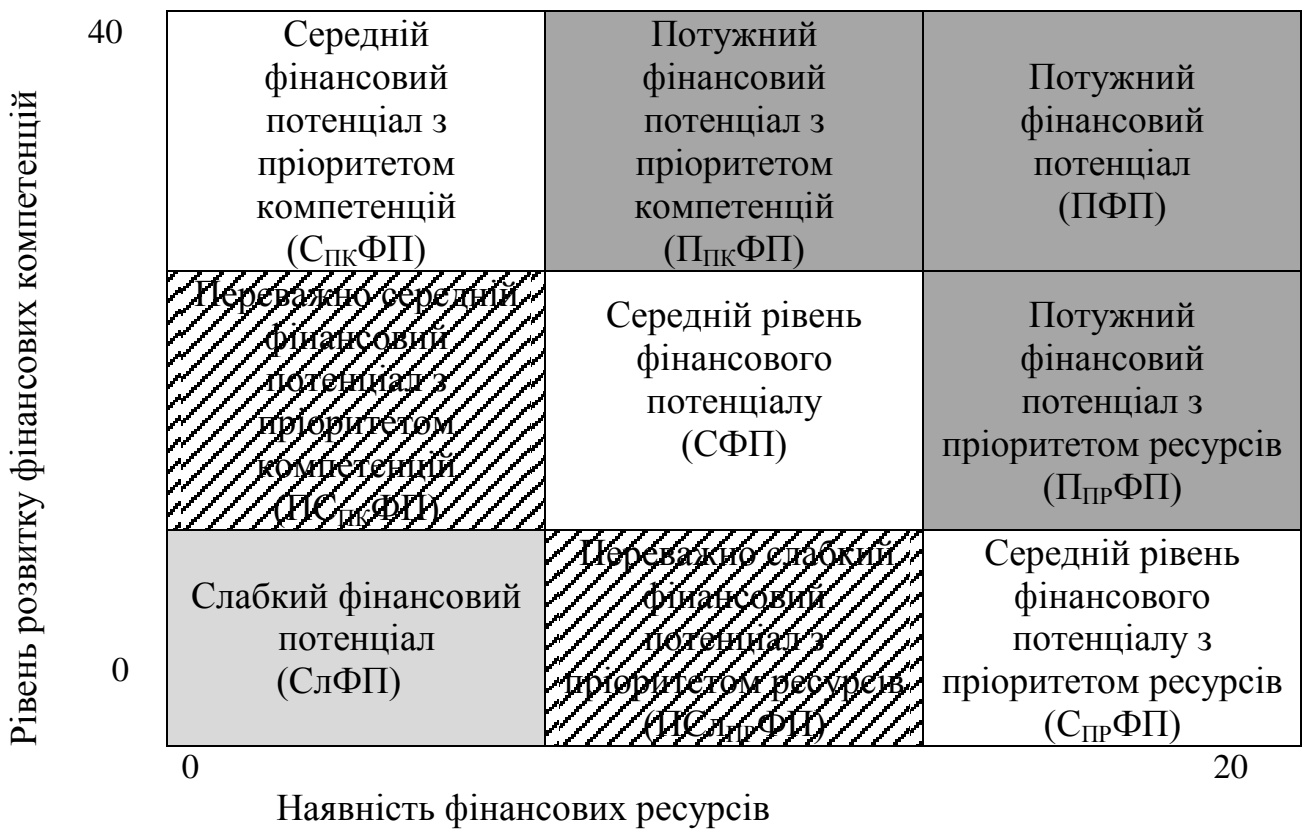 Рівень розвитку фінансових компетенцій
40
Середній
фінансовий
потенціал з
пріоритетом
компетенцій
(СПКФП)
Потужний
фінансовий
потенціал з
пріоритетом
компетенцій
(ППКФП)
Потужний
фінансовий
потенціал
(ПФП)
Переважно середній
фінансовий
потенціал з
пріоритетом
компетенцій
(ПСПКФП)
Середній рівень
фінансового
потенціалу
(СФП)
Потужний
фінансовий
потенціал з
пріоритетом ресурсів
(ППРФП)
0
Слабкий фінансовий
потенціал
(СлФП)
Переважно слабкий
фінансовий
потенціал з
пріоритетом ресурсів
(ПСлПРФП)
Середній рівень
фінансового
потенціалу з
пріоритетом ресурсів
(СПРФП)
0
20
Наявність фінансових ресурсів